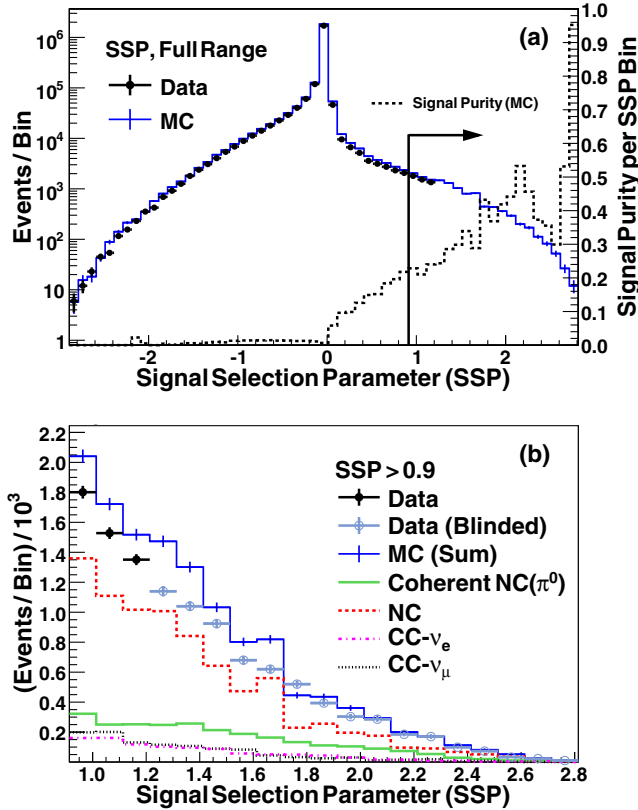 (a)
SSP, Full Range
Data
MC
Signal Purity (MC)
Events / Bin
10⁶
10⁵
10⁴
10³
10²
10
1
Signal Purity per SSP Bin
1.0
0.9
0.8
0.7
0.6
0.5
0.4
0.3
0.2
0.1
0.0
-2 -1 0 1 2
Signal Selection Parameter (SSP)
(b)
SSP > 0.9
Data
Data (Blinded)
MC (Sum)
Coherent NC(π⁰)
NC
CC-νₑ
CC-ν_μ
(Events / Bin) / 10³
2.2
2.0
1.8
1.6
1.4
1.2
1.0
0.8
0.6
0.4
0.2
1.0 1.2 1.4 1.6 1.8 2.0 2.2 2.4 2.6 2.8
Signal Selection Parameter (SSP)